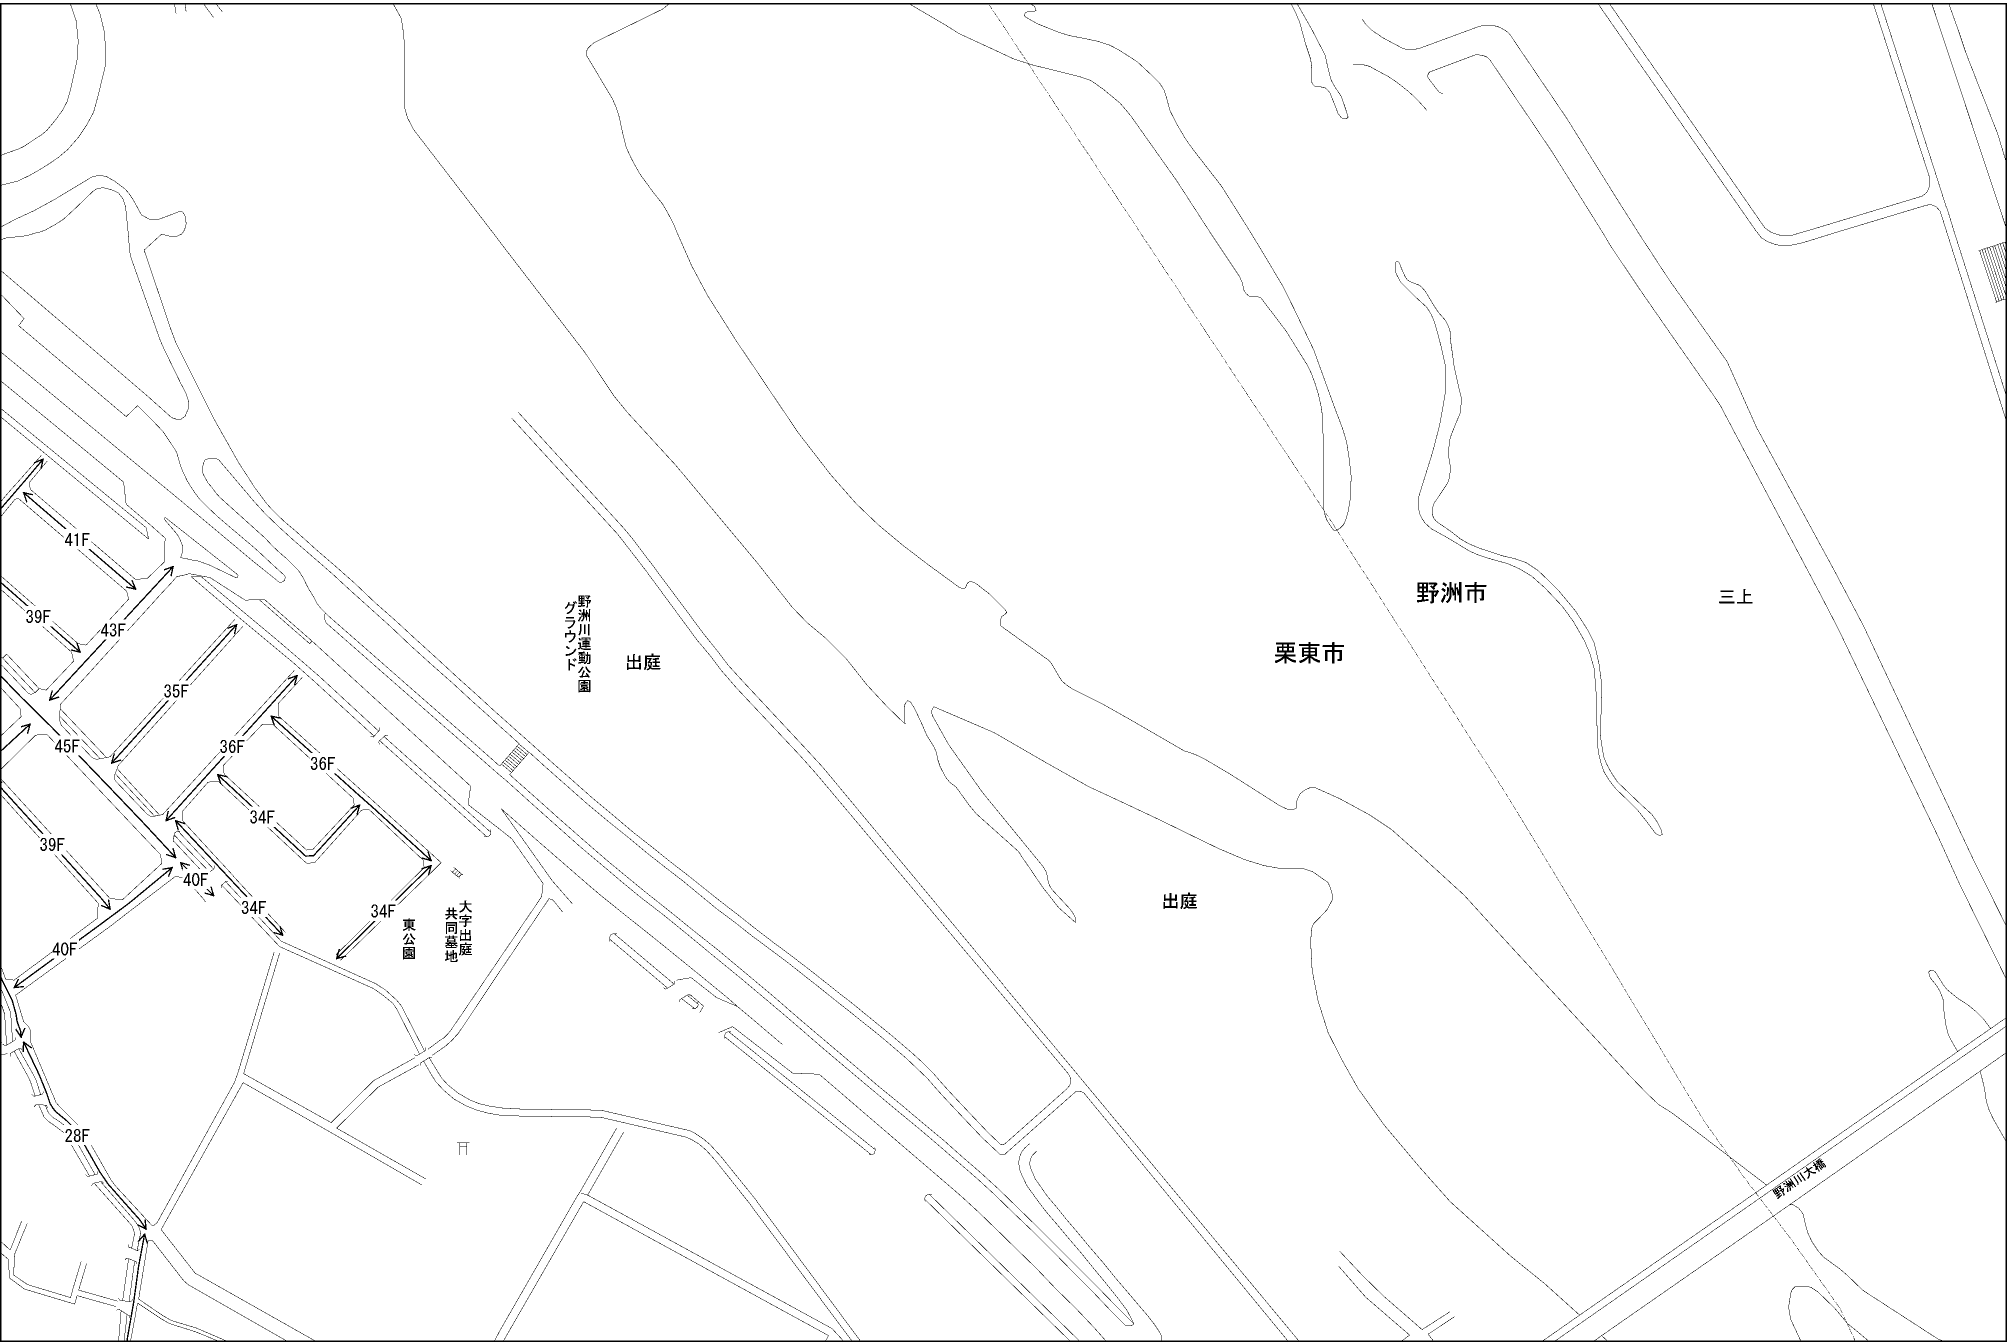 41F
39F
43F
野洲市
三上
栗東市
野洲川運動公園
グラウンド
出庭
35F
45F
36F
36F
34F
39F
40F
34F
34F
大字出庭
共同墓地
東公園
出庭
40F
28F
野洲川大橋